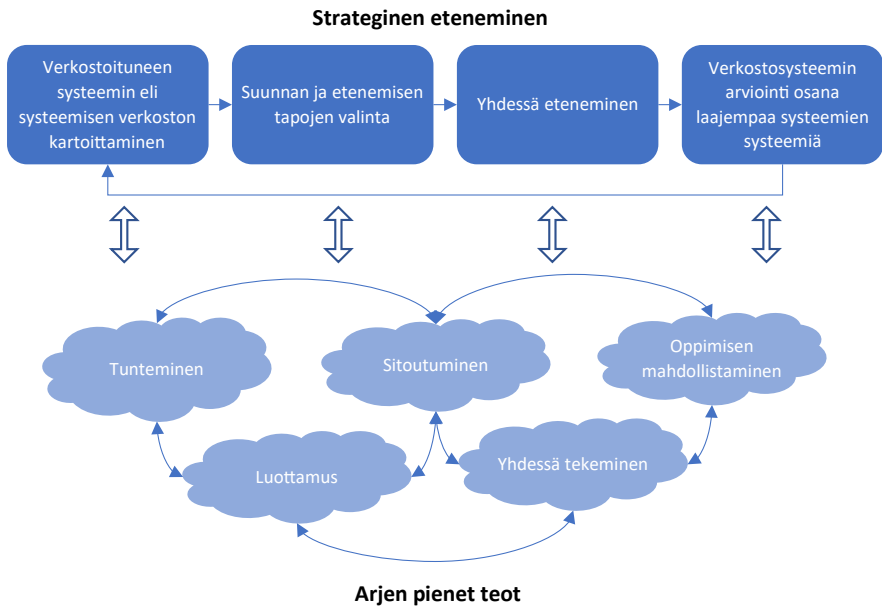 Strateginen eteneminen
Verkostoituneen
systeemin eli
systeemisen verkoston
kartoittaminen
Suunnan ja etenemisen
tapojen valinta
Yhdessä eteneminen
Verkostosysteemin
arviointi osana
laajempaa systeemien
systeemiä
Tunteminen
Sitoutuminen
Oppimisen
mahdollistaminen
Luottamus
Yhdessä tekeminen
Arjen pienet teot